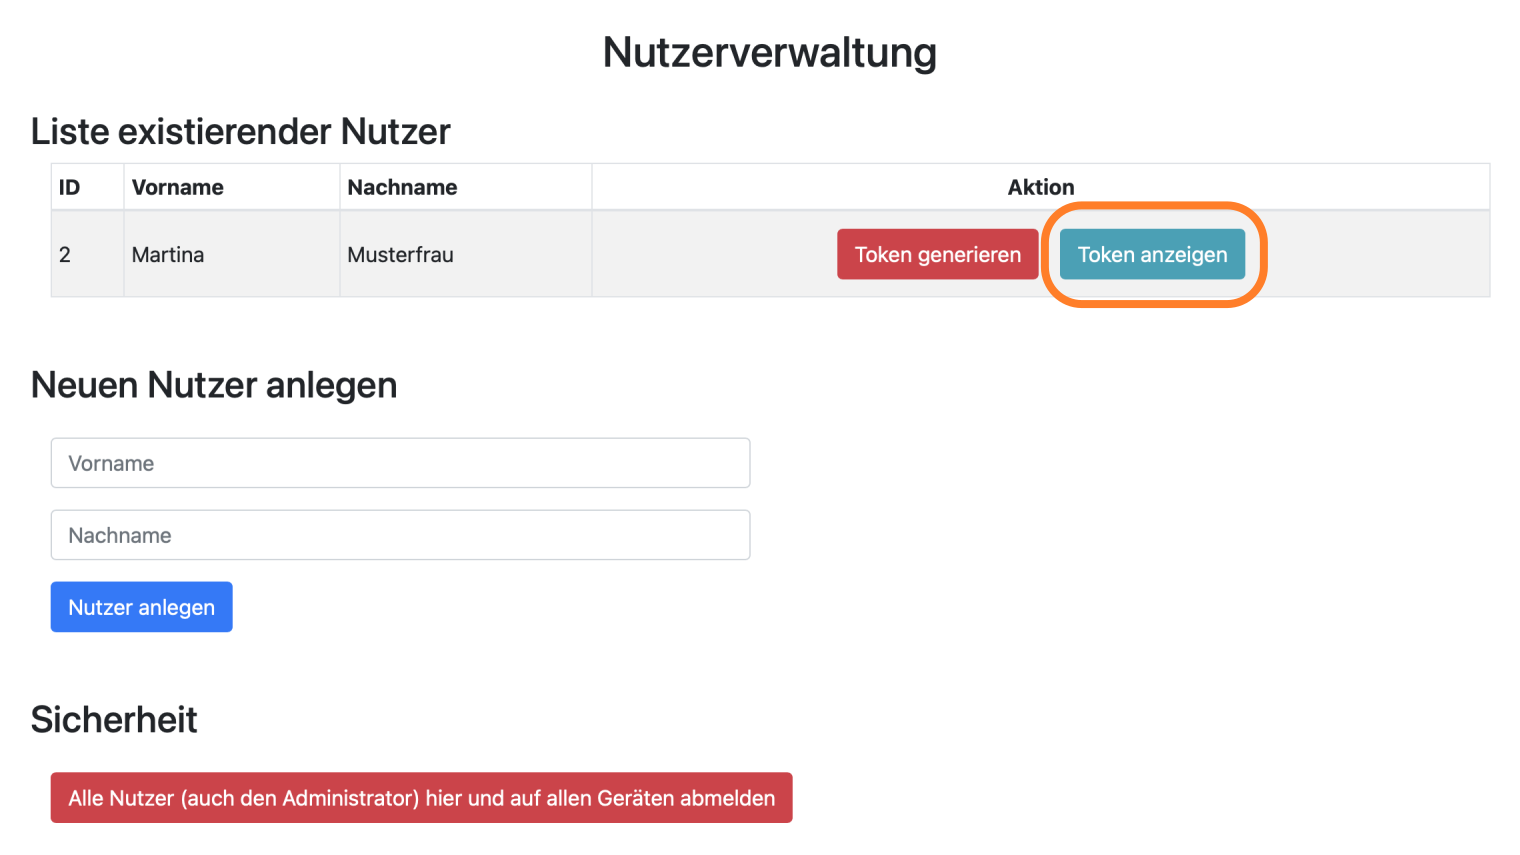 Nutzerverwaltung
Liste existierender Nutzer
ID Vorname Nachname Aktion
2 Martina Musterfrau Token generieren Token anzeigen
Neuen Nutzer anlegen
Vorname
Nachname
Nutzer anlegen
Sicherheit
Alle Nutzer (auch den Administrator) hier und auf allen Geräten abmelden